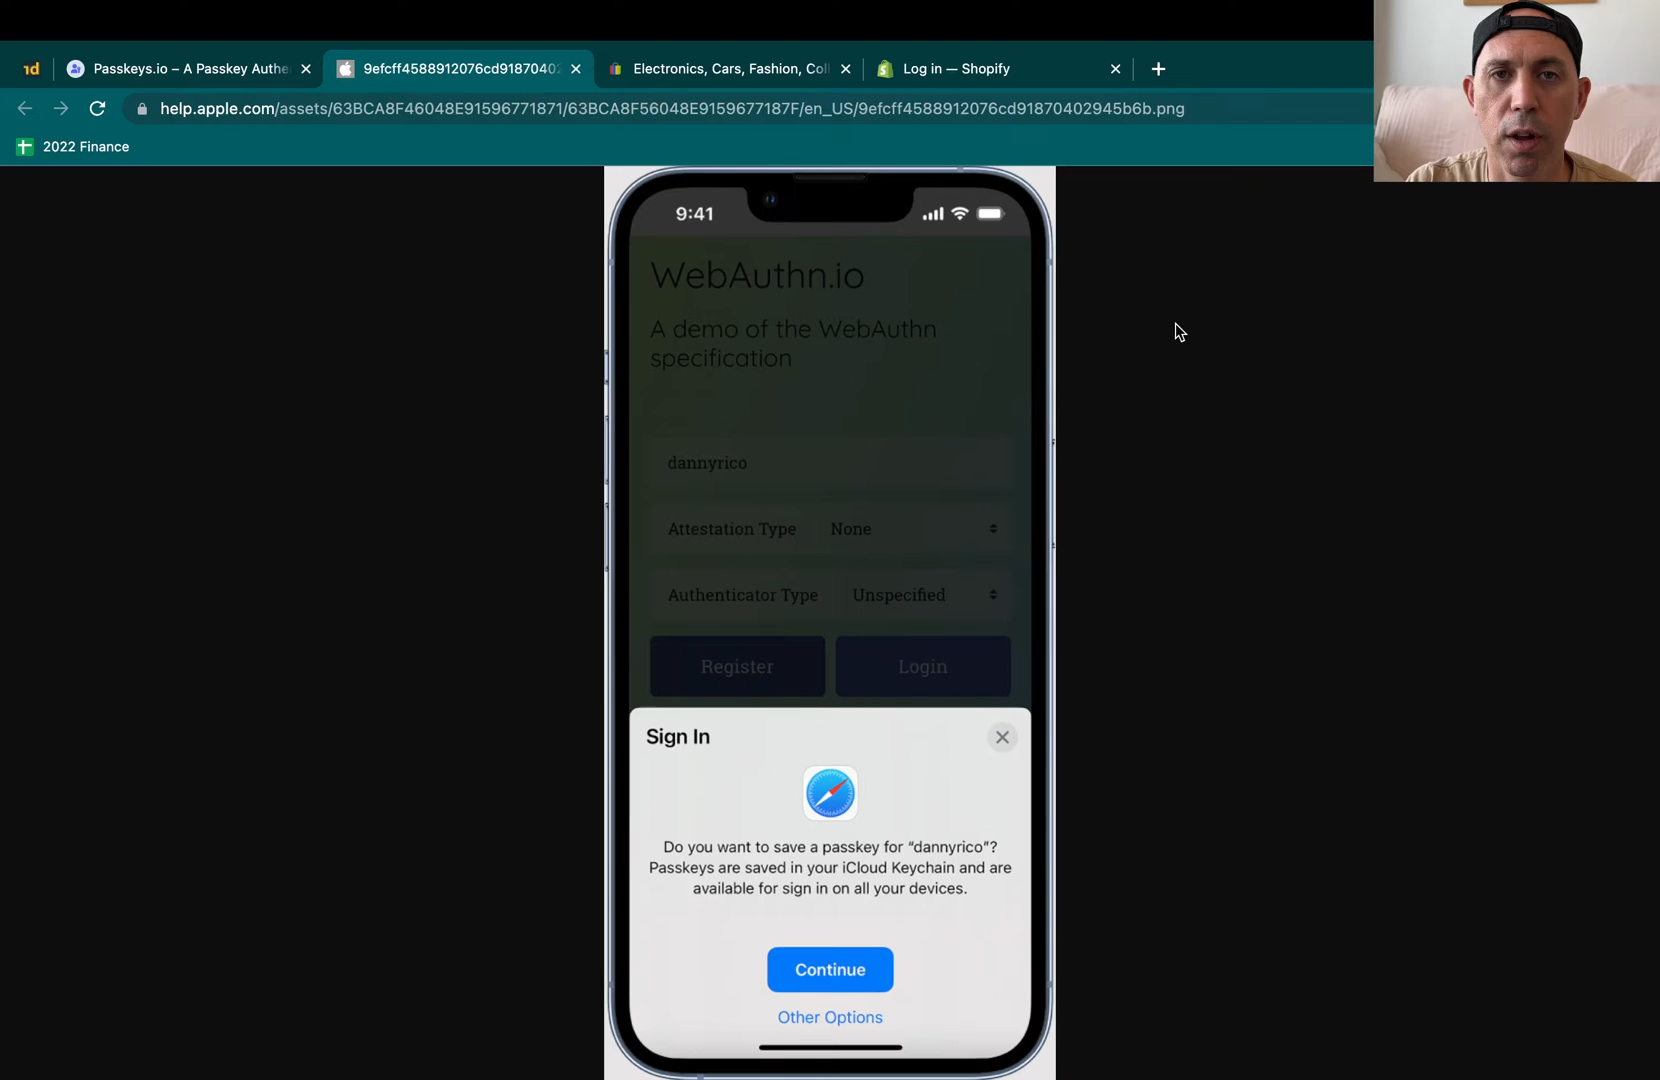 Passkeys.io – A Passkey Authe
9efcff4588912076cd9187040
Electronics, Cars, Fashion, Coll
Log in — Shopify
help.apple.com/assets/63BCA8F46048E91596771871/63BCA8F56048E9159677187F/en_US/9efcff4588912076cd91870402945b6b.png
2022 Finance
9:41
WebAuthn.io
A demo of the WebAuthn
specification
dannyrico
Attestation Type None
Authenticator Type Unspecified
Register Login
Sign In
Do you want to save a passkey for “dannyrico”?
Passkeys are saved in your iCloud Keychain and are
available for sign in on all your devices.
Continue
Other Options